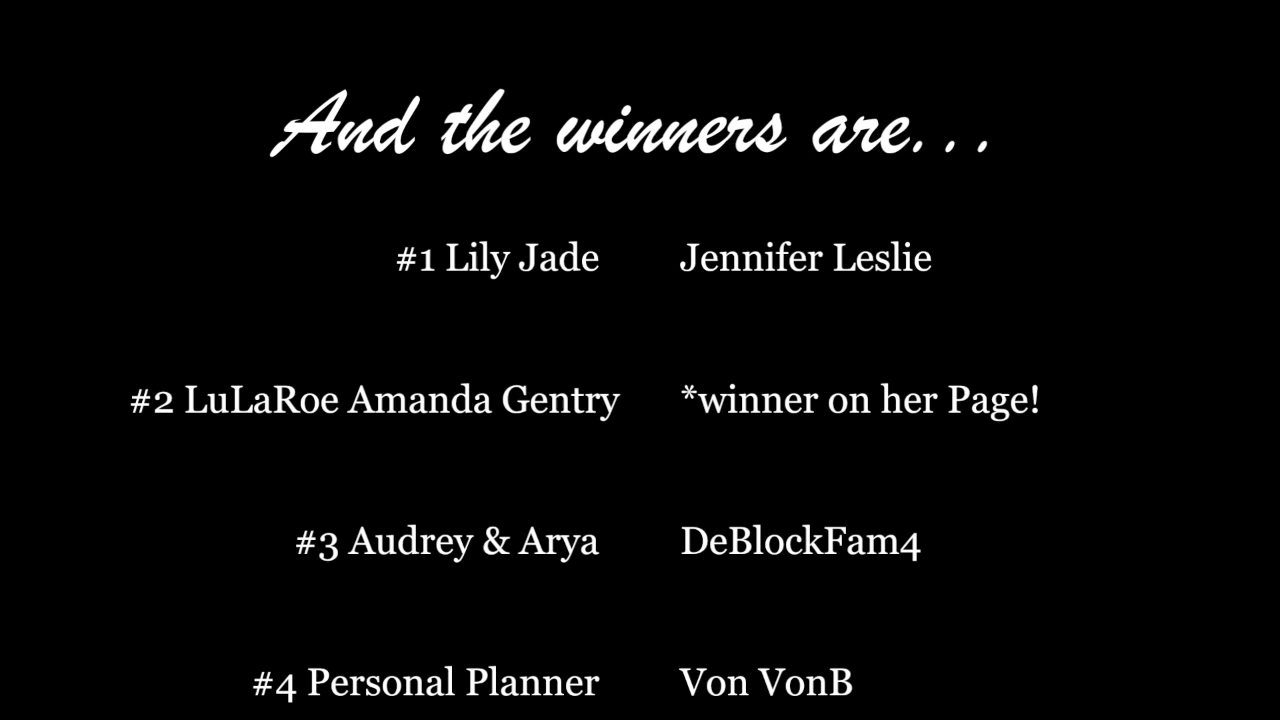 And the winners are...
#1 Lily Jade Jennifer Leslie
#2 LuLaRoe Amanda Gentry *winner on her Page!
#3 Audrey & Arya DeBlockFam4
#4 Personal Planner Von VonB